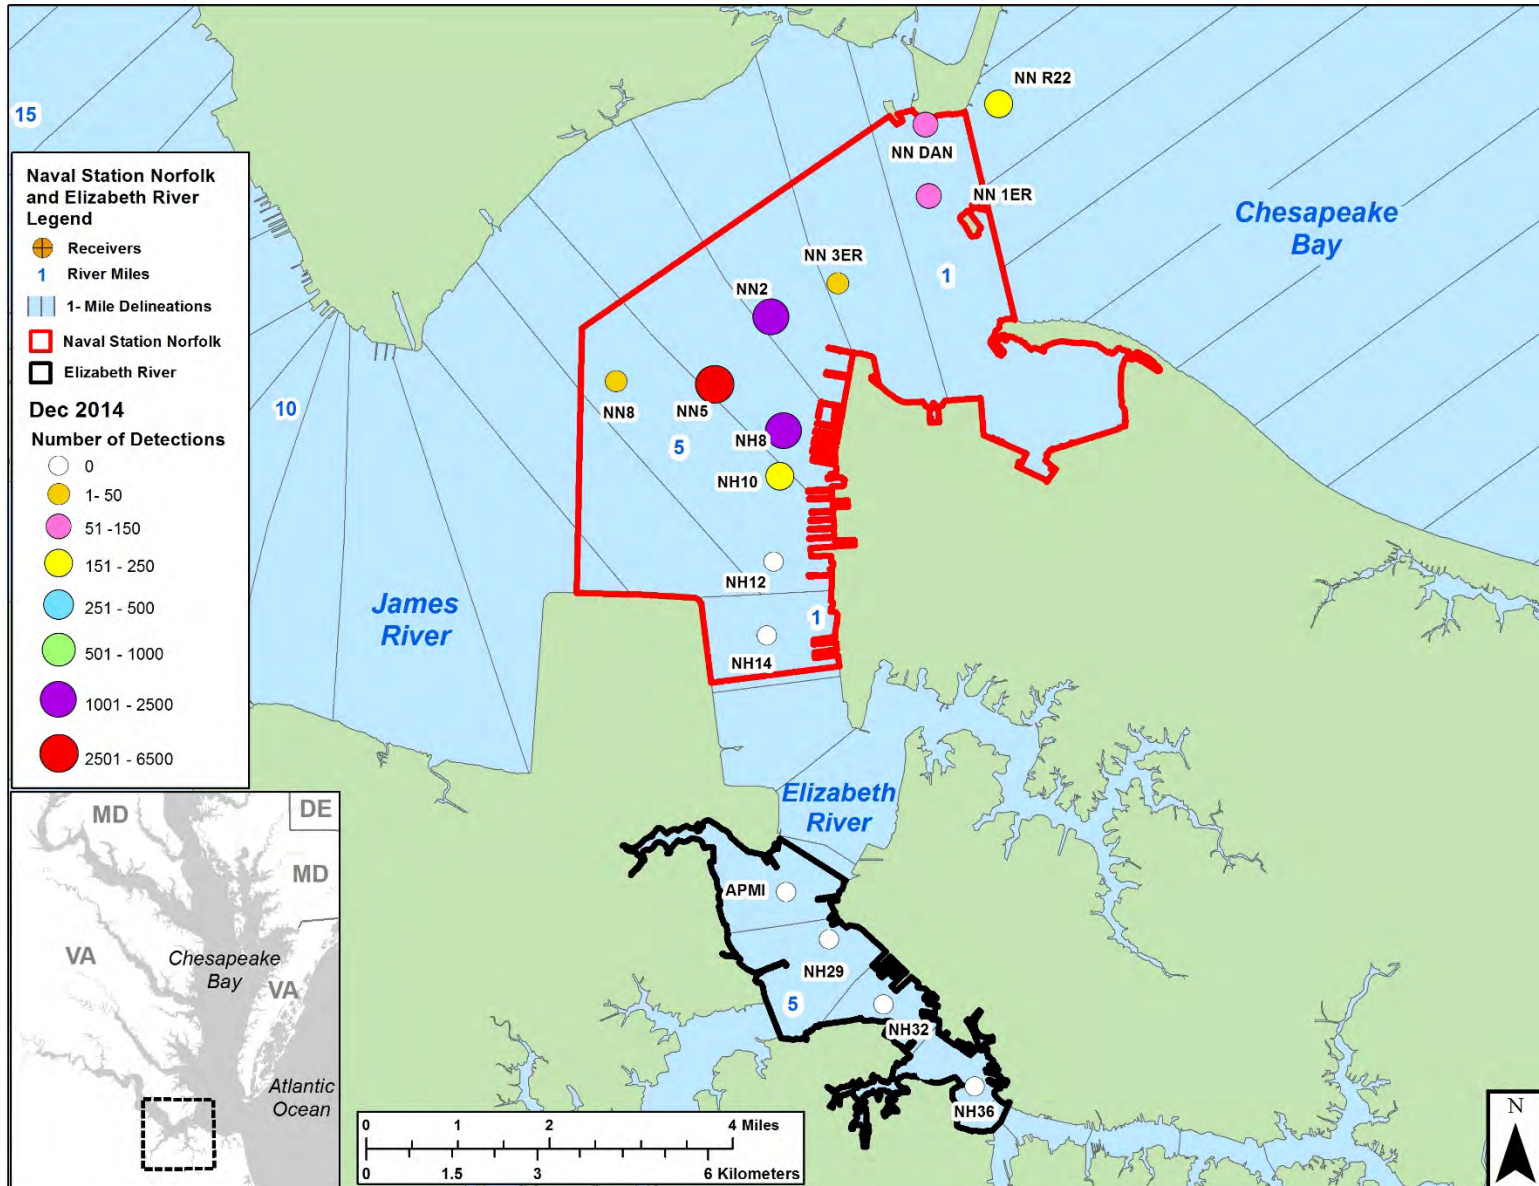 15
NN R22
NN DAN
NN 1ER
Chesapeake
Bay
1
NN 3ER
NN2
NN8
NN5
NH8
5
NH10
NH12
1
NH14
10
James
River
Elizabeth
River
APMI
NH29
5
NH32
NH36
Naval Station Norfolk
and Elizabeth River
Legend
Receivers
1 River Miles
1- Mile Delineations
Naval Station Norfolk
Elizabeth River
Dec 2014
Number of Detections
0
1- 50
51 -150
151 - 250
251 - 500
501 - 1000
1001 - 2500
2501 - 6500
MD
DE
MD
VA
Chesapeake
Bay
VA
Atlantic
Ocean
0 1 2 4 Miles
0 1.5 3 6 Kilometers
N